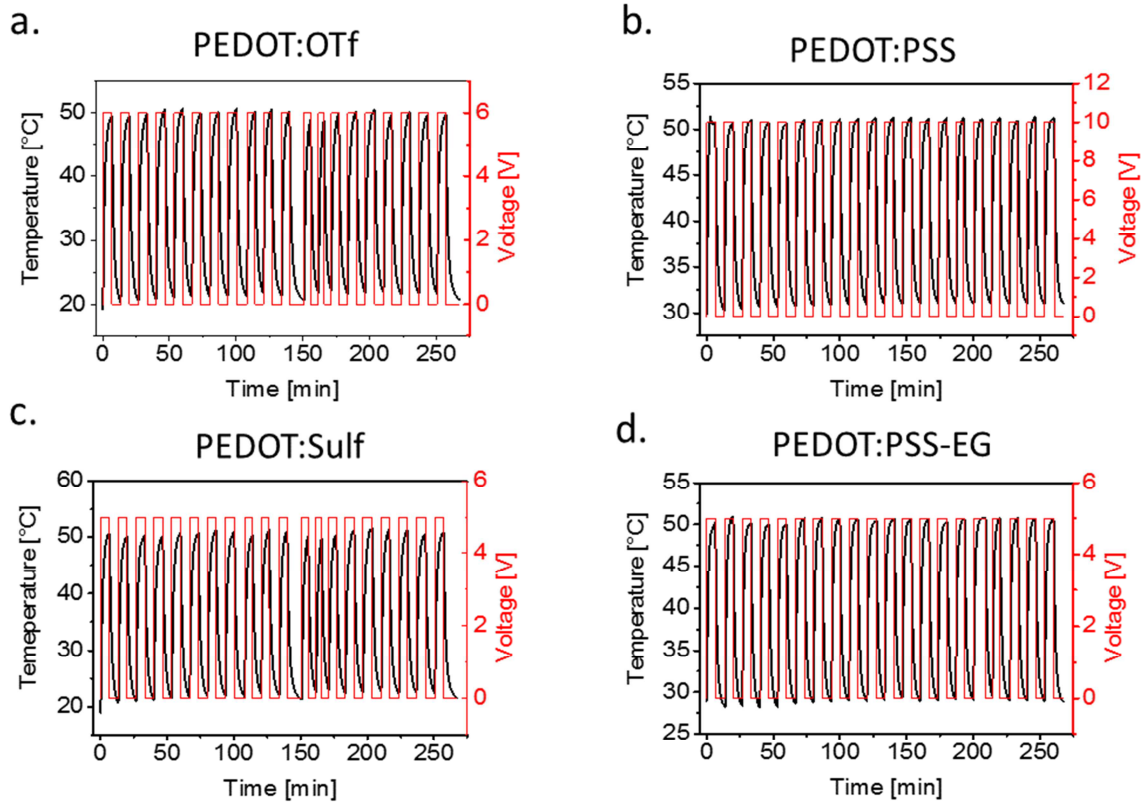 a.
PEDOT:OTf
Temperature [°C]
50
40
30
20
6
4
2
0
Voltage [V]
0 50 100 150 200 250
Time [min]
b.
PEDOT:PSS
Temperature [°C]
55
50
45
40
35
30
12
10
8
6
4
2
0
Voltage [V]
0 50 100 150 200 250
Time [min]
c.
PEDOT:Sulf
Temeperature [°C]
60
50
40
30
20
6
4
2
0
Voltage [V]
0 50 100 150 200 250
Time [min]
d.
PEDOT:PSS-EG
Temperature [°C]
55
50
45
40
35
30
25
6
4
2
0
Voltage [V]
0 50 100 150 200 250
Time [min]